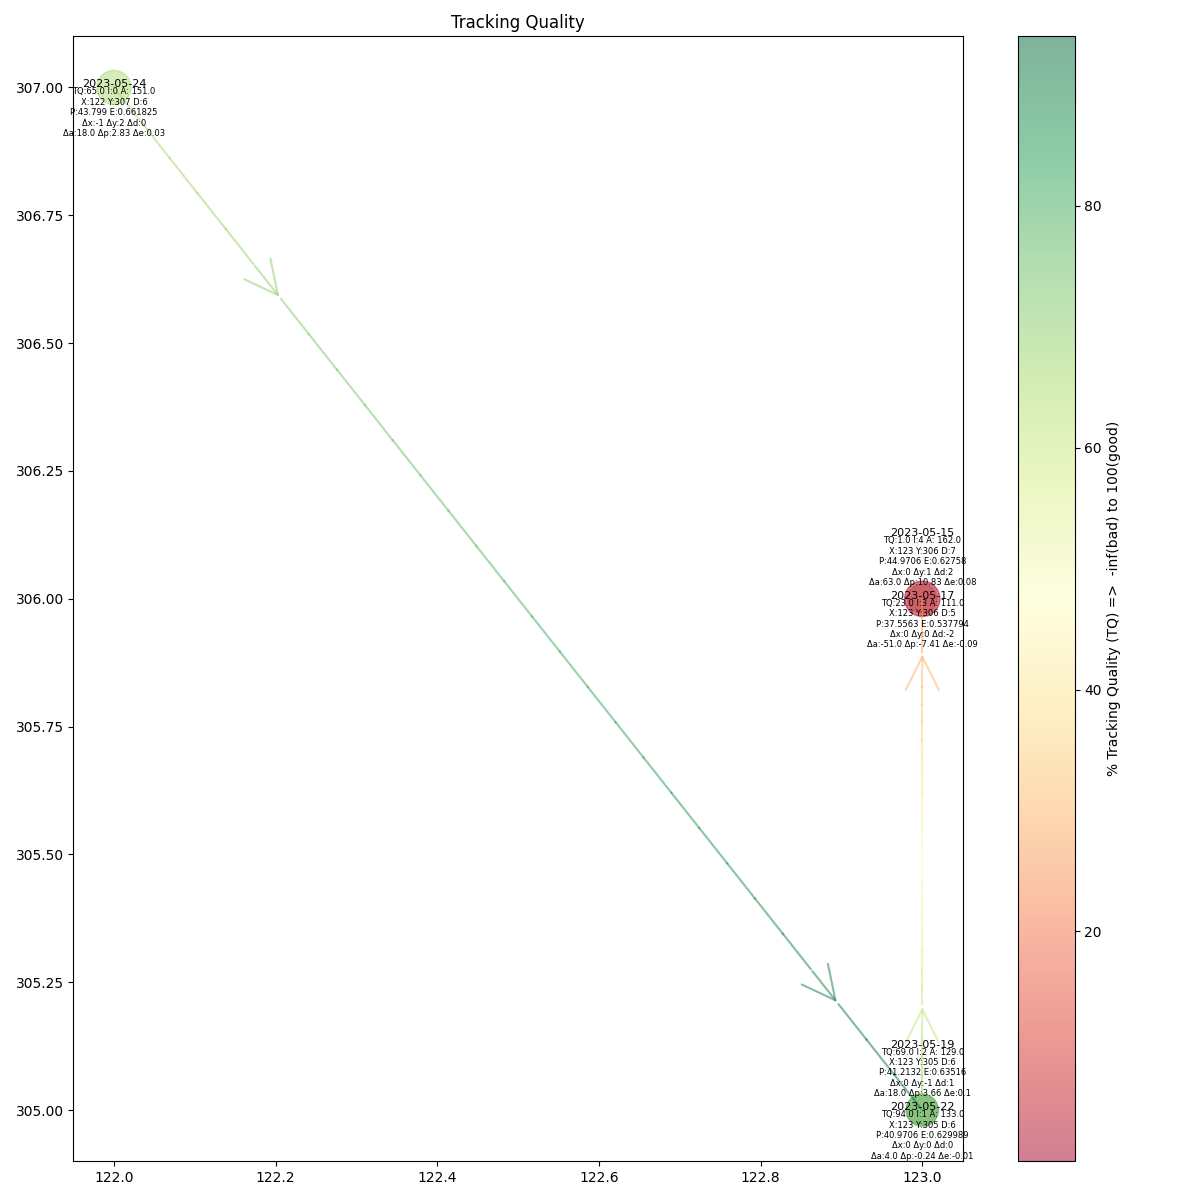 Tracking Quality
307.00
306.75
306.50
306.25
306.00
305.75
305.50
305.25
305.00
2023-05-24
TQ:65.0 I:0 A: 151.0
X:122 Y:307 D:6
P:43.799 E:0.661825
Δx:-1 Δy:2 Δd:0
Δa:18.0 Δp:2.83 Δe:0.03
2023-05-15
TQ:1.0 I:4 A: 162.0
X:123 Y:306 D:7
P:44.9706 E:0.62758
Δx:0 Δy:1 Δd:2
Δa:63.0 Δp:10.83 Δe:0.08
2023-05-17
TQ:23.0 I:3 A: 111.0
X:123 Y:306 D:5
P:37.5563 E:0.537794
Δx:0 Δy:0 Δd:-2
Δa:-51.0 Δp:-7.41 Δe:-0.09
2023-05-19
TQ:69.0 I:2 A: 129.0
X:123 Y:305 D:6
P:41.2132 E:0.63516
Δx:0 Δy:-1 Δd:1
Δa:18.0 Δp:3.66 Δe:0.1
2023-05-22
TQ:94.0 I:1 A: 133.0
X:123 Y:305 D:6
P:40.9706 E:0.629989
Δx:0 Δy:0 Δd:0
Δa:4.0 Δp:-0.24 Δe:-0.01
122.0 122.2 122.4 122.6 122.8 123.0
80
60
40
20
% Tracking Quality (TQ) => -inf(bad) to 100(good)